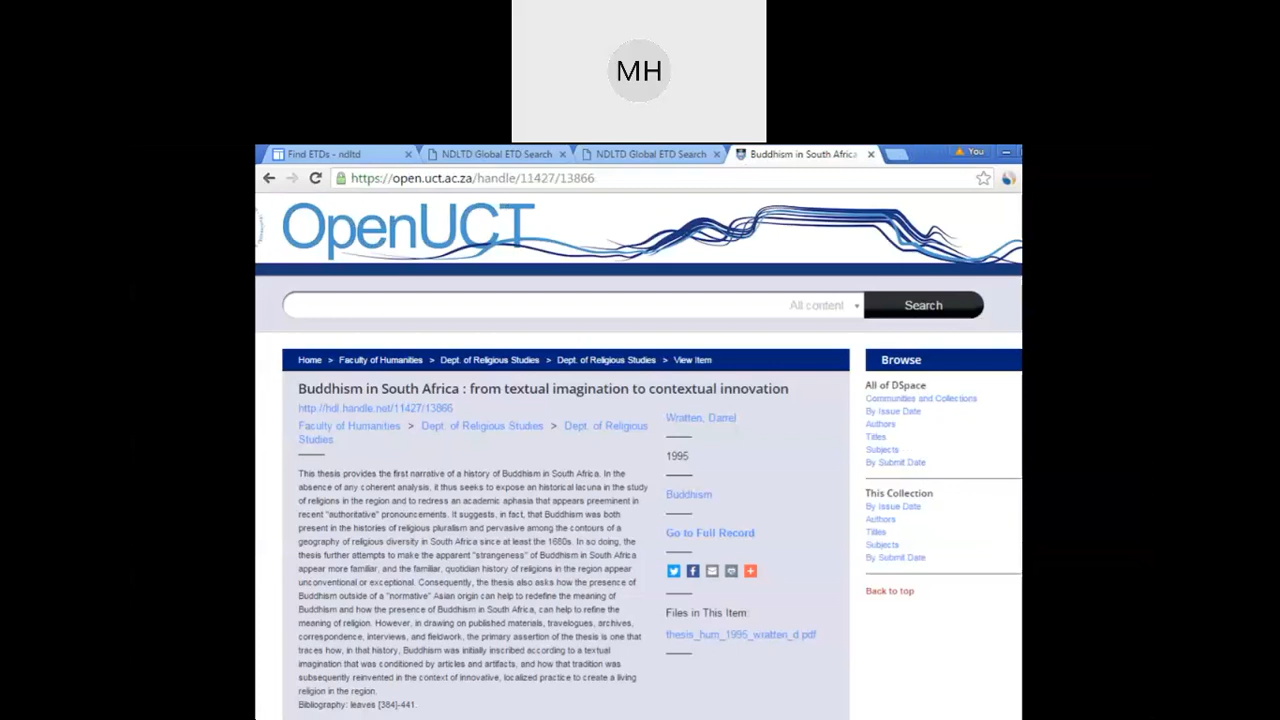 MH
Find ETDs - ndltd
NDLTD Global ETD Search
NDLTD Global ETD Search
Buddhism in South Africa
You
https://open.uct.ac.za/handle/11427/13866
OpenUCT
All content
Search
Home > Faculty of Humanities > Dept. of Religious Studies > Dept. of Religious Studies > View Item
Buddhism in South Africa : from textual imagination to contextual innovation
http://hdl.handle.net/11427/13866
Faculty of Humanities > Dept. of Religious Studies > Dept. of Religious
Studies
This thesis provides the first narrative of a history of Buddhism in South Africa. In the
absence of any coherent analysis, it thus seeks to expose an historical lacuna in the study
of religions in the region and to redress an academic aphasia that appears preeminent in
recent "authoritative" pronouncements. It suggests, in fact, that Buddhism was both
present in the histories of religious pluralism and pervasive among the contours of a
geography of religious diversity in South Africa since at least the 1680s. In so doing, the
thesis further attempts to make the apparent "strangeness" of Buddhism in South Africa
appear more familiar, and the familiar, quotidian history of religions in the region appear
unconventional or exceptional. Consequently, the thesis also asks how the presence of
Buddhism outside of a "normative" Asian origin can help to redefine the meaning of
Buddhism and how the presence of Buddhism in South Africa, can help to refine the
meaning of religion. However, in drawing on published materials, travelogues, archives,
correspondence, interviews, and fieldwork, the primary assertion of the thesis is one that
traces how, in that history, Buddhism was initially inscribed according to a textual
imagination that was conditioned by articles and artifacts, and how that tradition was
subsequently reinvented in the context of innovative, localized practice to create a living
religion in the region.
Bibliography: leaves [384]-441.
Wratten, Darrel
1995
Buddhism
Go to Full Record
Files in This Item:
thesis_hum_1995_wratten_d.pdf
Browse
All of DSpace
Communities and Collections
By Issue Date
Authors
Titles
Subjects
By Submit Date
This Collection
By Issue Date
Authors
Titles
Subjects
By Submit Date
Back to top